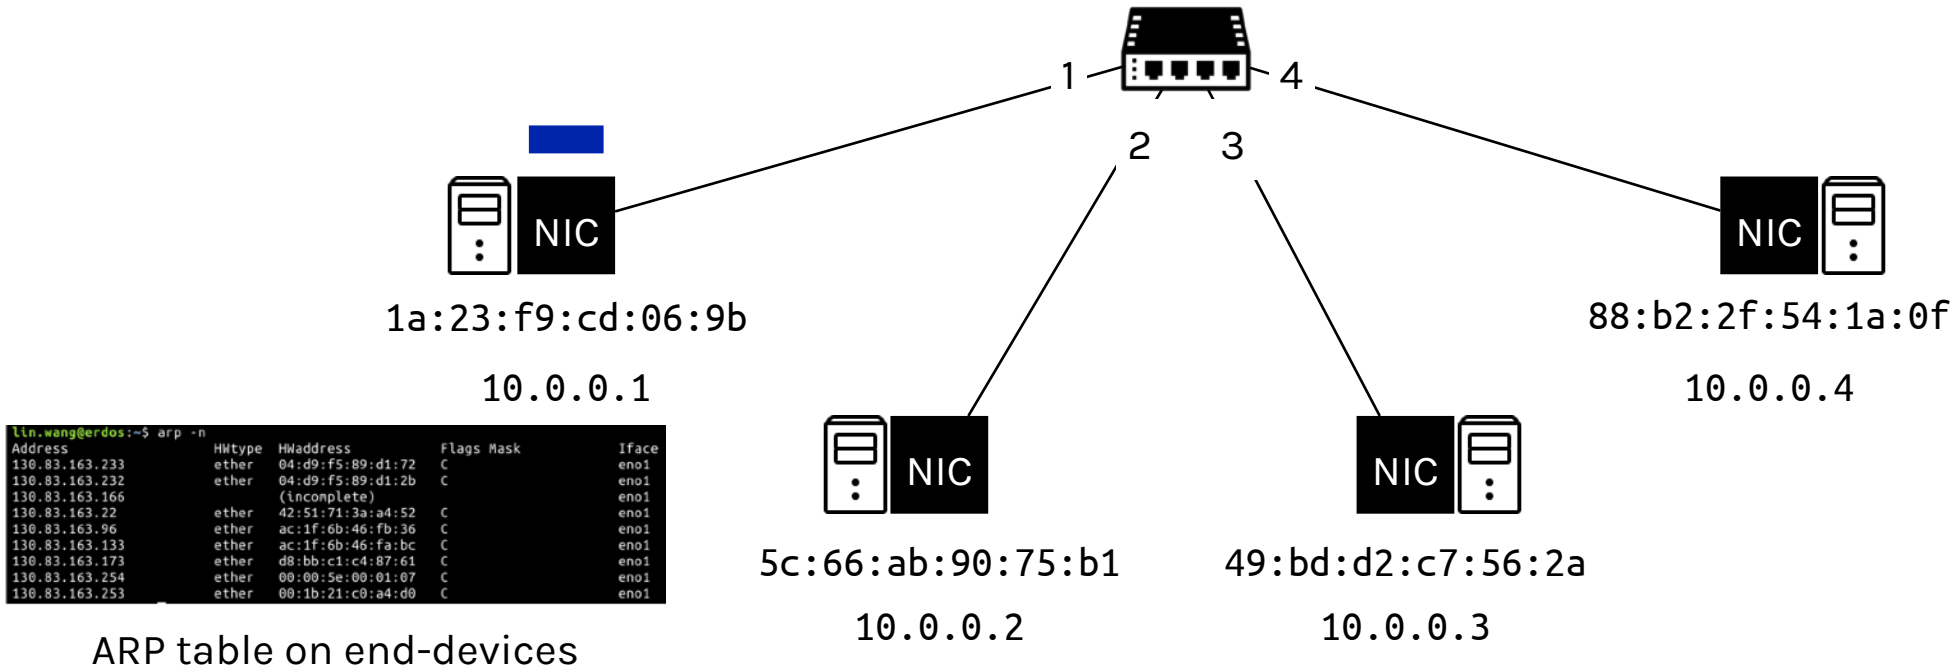 1
4
2
3
NIC
NIC
1a:23:f9:cd:06:9b
88:b2:2f:54:1a:0f
10.0.0.1
10.0.0.4
lin.wang@erdos:~$ arp -n
Address HWtype HWaddress Flags Mask Iface
130.83.163.233 ether 04:d9:f5:89:d1:72 C eno1
130.83.163.232 ether 04:d9:f5:89:d1:2b C eno1
130.83.163.166 (incomplete) eno1
130.83.163.22 ether 42:51:71:3a:a4:52 C eno1
130.83.163.96 ether ac:1f:6b:46:fb:36 C eno1
130.83.163.133 ether ac:1f:6b:46:fa:bc C eno1
130.83.163.173 ether d8:bb:c1:c4:87:61 C eno1
130.83.163.254 ether 00:00:5e:00:01:07 C eno1
130.83.163.253 ether 00:1b:21:c0:a4:d0 C eno1
NIC
NIC
5c:66:ab:90:75:b1
49:bd:d2:c7:56:2a
10.0.0.2
10.0.0.3
ARP table on end-devices